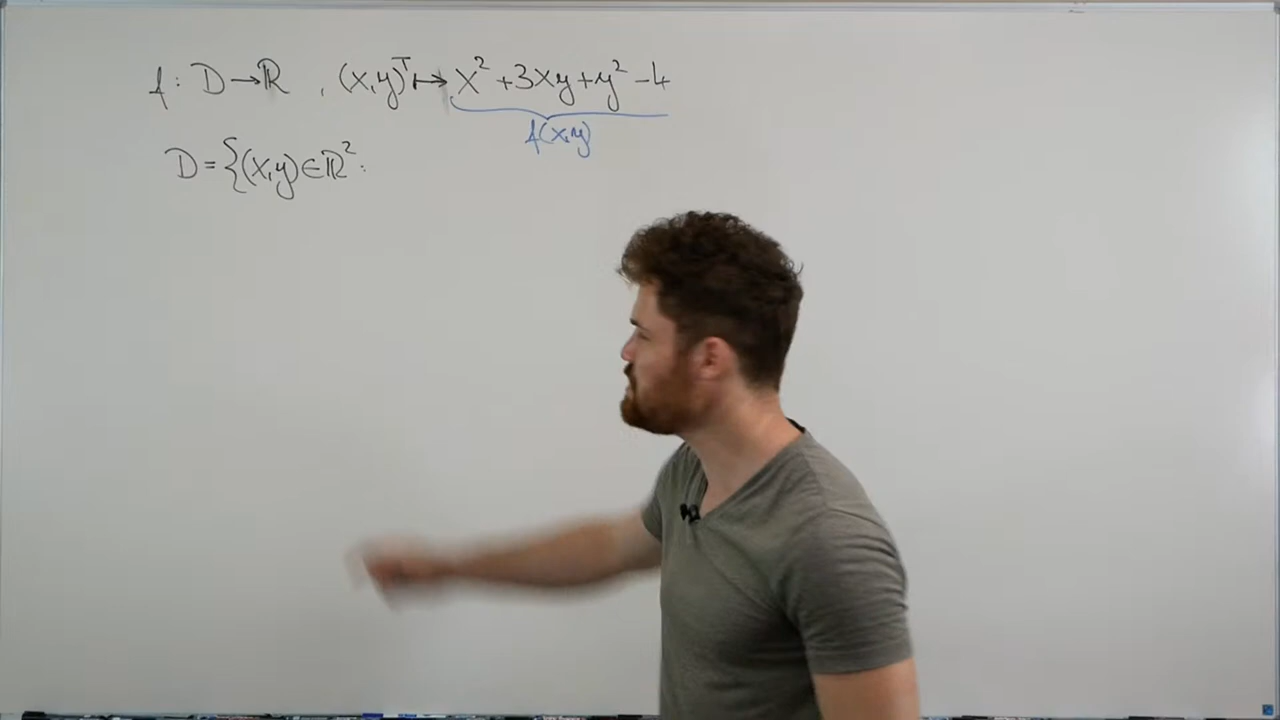 f: D→ℝ , (x,y)ᵀ↦ x²+3xy+y²-4
f(x,y)
D={(x,y)∈ℝ²: